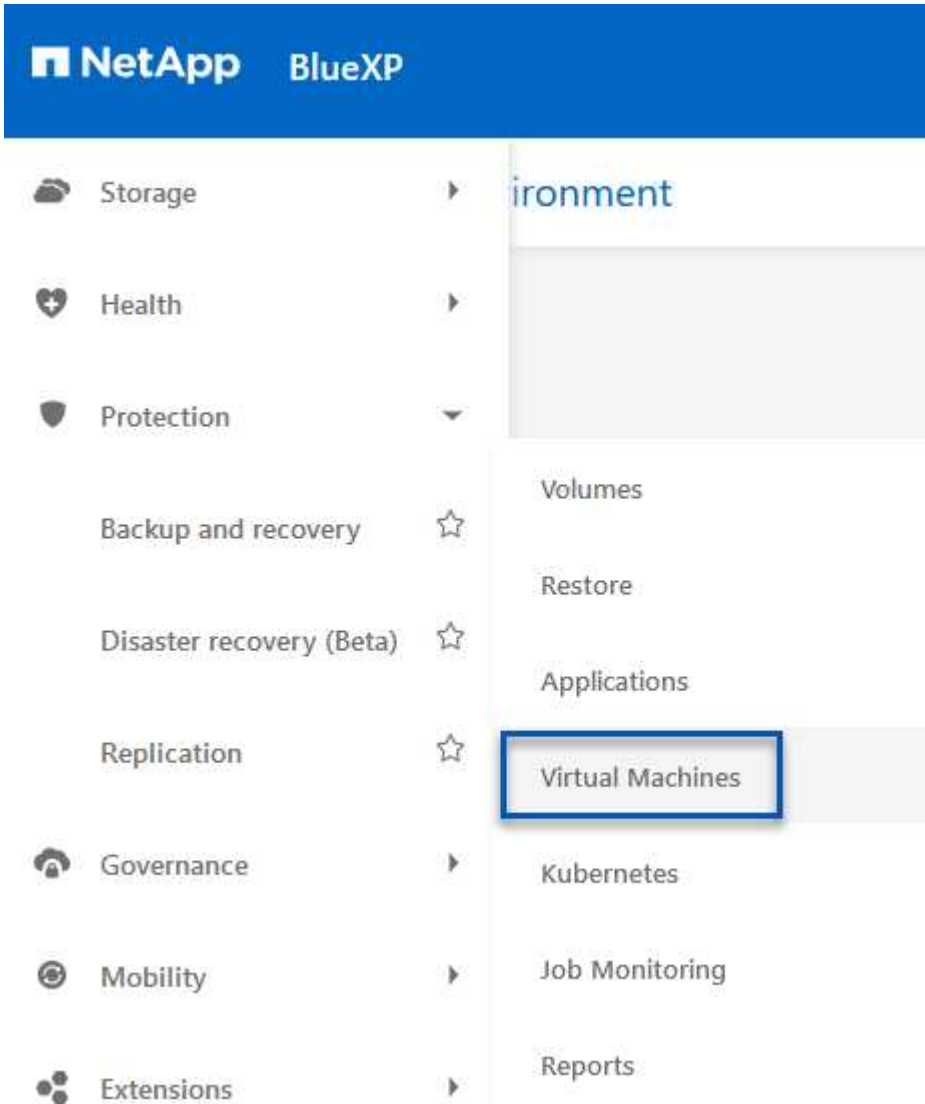 NetApp BlueXP
Storage
ironment
Health
Protection
Backup and recovery
Disaster recovery (Beta)
Replication
Governance
Mobility
Extensions
Volumes
Restore
Applications
Virtual Machines
Kubernetes
Job Monitoring
Reports